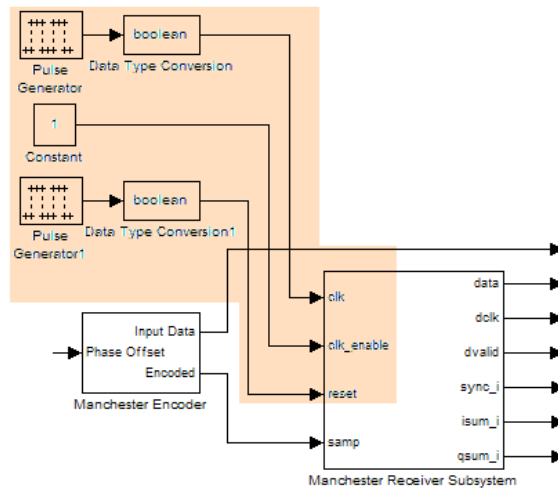 boolean
Pulse
Generator
Data Type Conversion
1
Constant
boolean
Pulse
Generator1
Data Type Conversion1
Input Data
Phase Offset
Encoded
Manchester Encoder
clk
clk_enable
reset
samp
data
dclk
dvalid
sync_i
isum_i
qsum_i
Manchester Receiver Subsystem